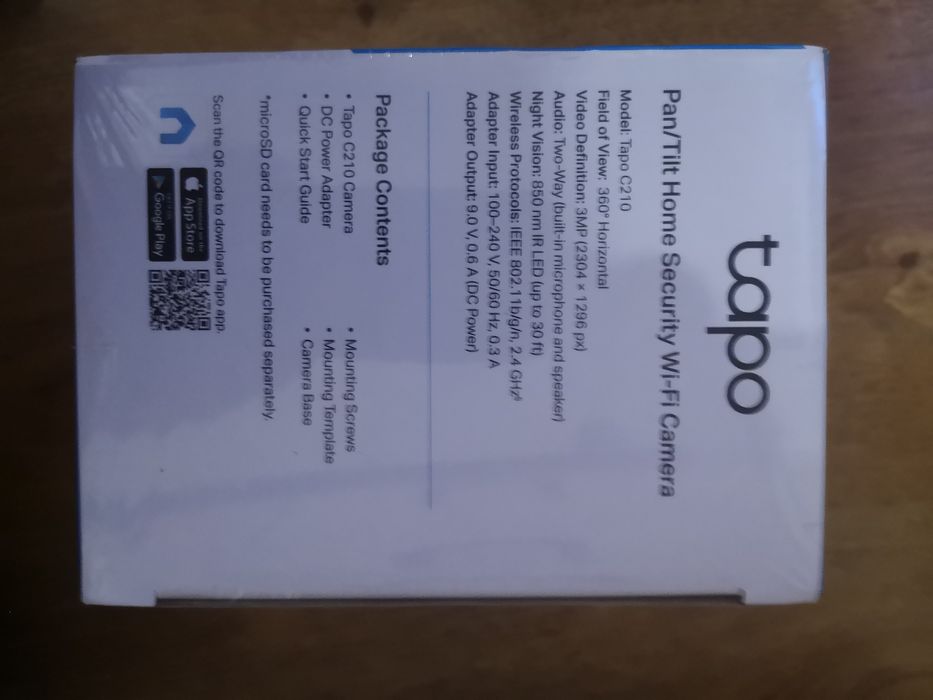 tapo
Pan/Tilt Home Security Wi-Fi Camera
Model: Tapo C210
Field of View: 360° Horizontal
Video Definition: 3MP (2304 × 1296 px)
Audio: Two-Way (built-in microphone and speaker)
Night Vision: 850 nm IR LED (up to 30 ft)
Wireless Protocols: IEEE 802.11b/g/n, 2.4 GHz§
Adapter Input: 100-240 V, 50/60 Hz, 0.3 A
Adapter Output: 9.0 V, 0.6 A (DC Power)
Package Contents
• Tapo C210 Camera
• DC Power Adapter
• Quick Start Guide
• Mounting Screws
• Mounting Template
• Camera Base
*microSD card needs to be purchased separately.
Scan the QR code to download Tapo app.
Download on the
App Store
Google Play